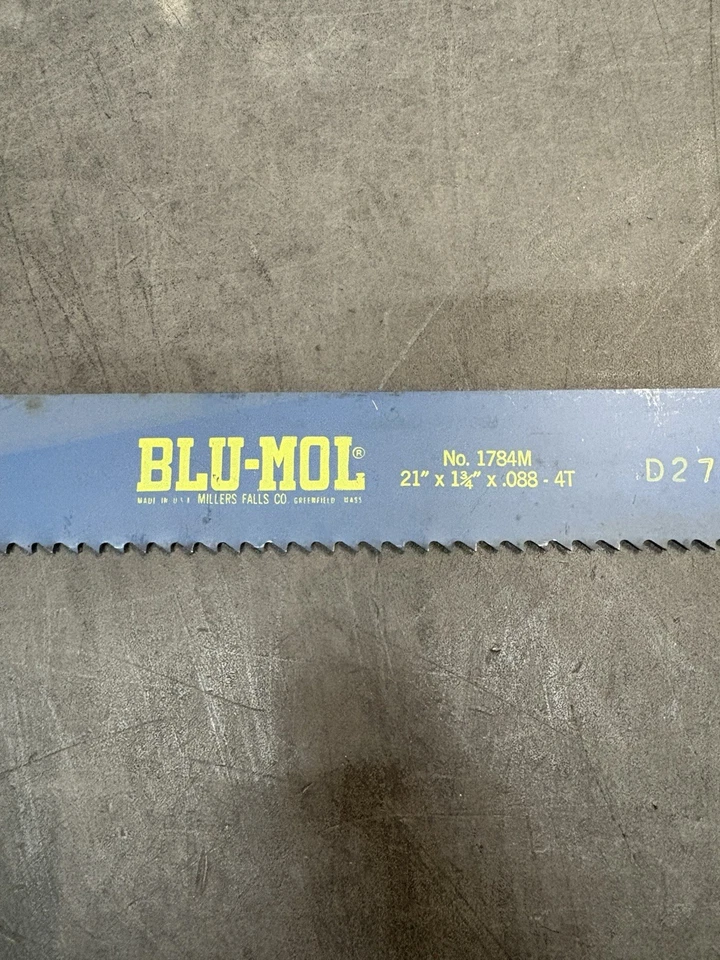 BLU-MOL®
MADE IN U.S.A. MILLERS FALLS CO. GREENFIELD MASS
No. 1784M
21" x 1¾" x .088 - 4T
D27